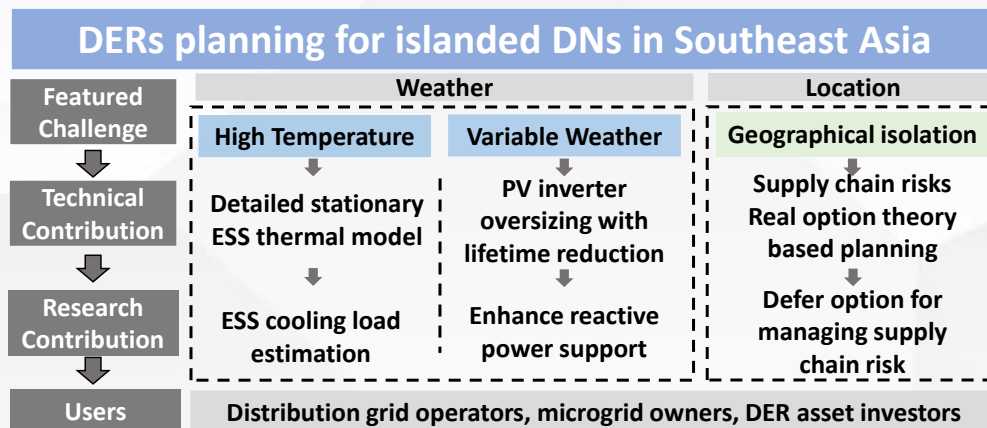 DERs planning for islanded DNs in Southeast Asia
Featured
Challenge
Weather
Location
High Temperature
Variable Weather
Geographical isolation
Technical
Contribution
Detailed stationary
ESS thermal model
PV inverter
oversizing with
lifetime reduction
Supply chain risks
Real option theory
based planning
Research
Contribution
ESS cooling load
estimation
Enhance reactive
power support
Defer option for
managing supply
chain risk
Users
Distribution grid operators, microgrid owners, DER asset investors